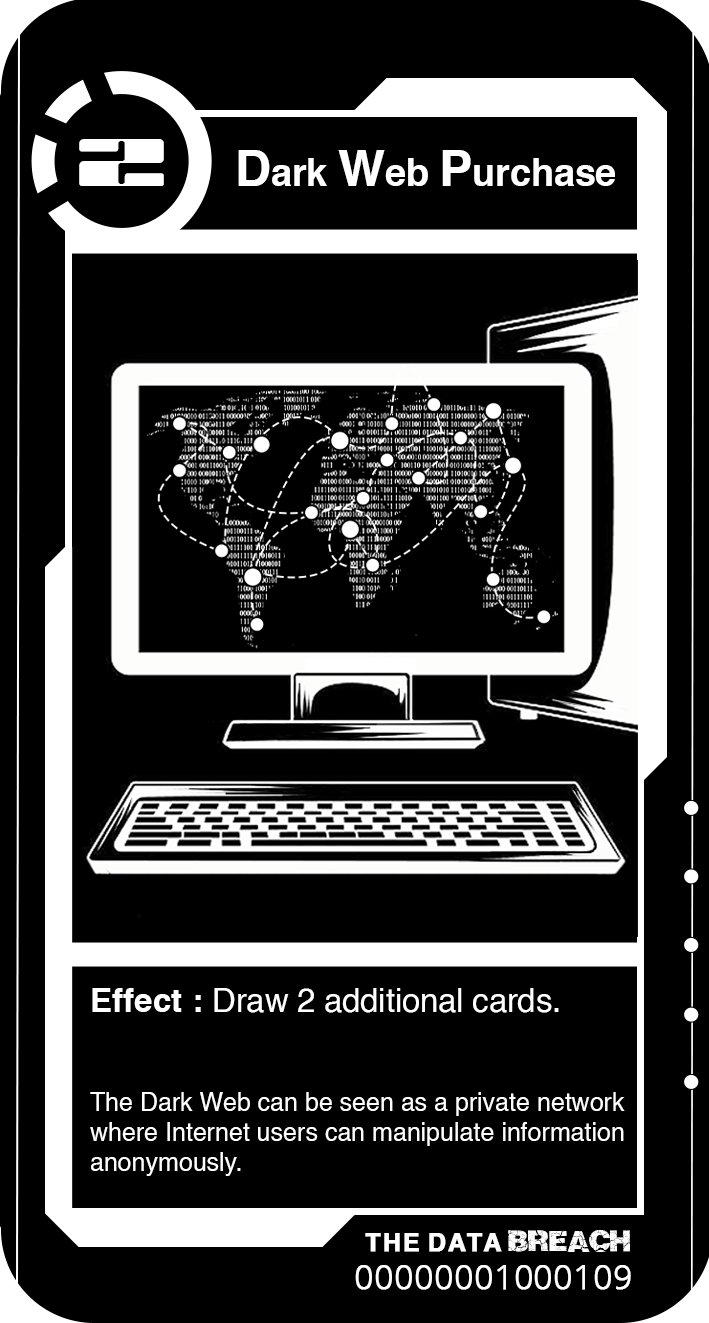 2
Dark Web Purchase
Effect : Draw 2 additional cards.
The Dark Web can be seen as a private network
where Internet users can manipulate information
anonymously.
THE DATA BREACH
00000001000109